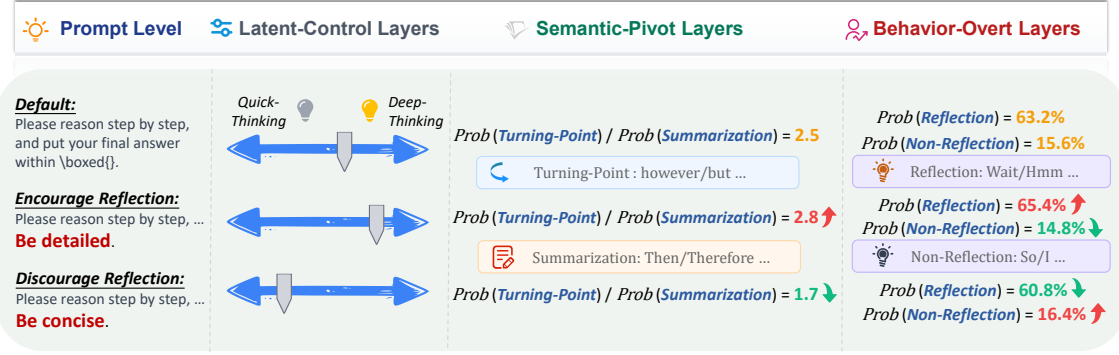 Prompt Level
Latent-Control Layers
Semantic-Pivot Layers
Behavior-Overt Layers
Default:
Please reason step by step,
and put your final answer
within \boxed{}.
Encourage Reflection:
Please reason step by step, ...
Be detailed.
Discourage Reflection:
Please reason step by step, ...
Be concise.
Quick-
Thinking
Deep-
Thinking
Prob (Turning-Point) / Prob (Summarization) = 2.5
Turning-Point : however/but ...
Prob (Turning-Point) / Prob (Summarization) = 2.8
Summarization: Then/Therefore ...
Prob (Turning-Point) / Prob (Summarization) = 1.7
Prob (Reflection) = 63.2%
Prob (Non-Reflection) = 15.6%
Reflection: Wait/Hmm ...
Prob (Reflection) = 65.4%
Prob (Non-Reflection) = 14.8%
Non-Reflection: So/I ...
Prob (Reflection) = 60.8%
Prob (Non-Reflection) = 16.4%